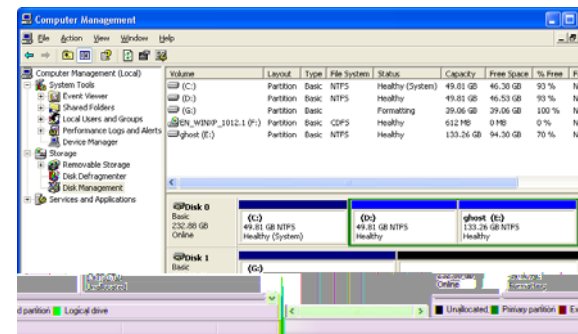 Computer Management
File Action View Window Help
Computer Management (Local)
System Tools
Event Viewer
Shared Folders
Local Users and Groups
Performance Logs and Alerts
Device Manager
Storage
Removable Storage
Disk Defragmenter
Disk Management
Services and Applications
Volume Layout Type File System Status Capacity Free Space % Free F
(C:) Partition Basic NTFS Healthy (System) 49.81 GB 46.38 GB 93 %
(D:) Partition Basic NTFS Healthy 49.81 GB 46.53 GB 93 %
(G:) Partition Basic Formatting 39.06 GB 39.06 GB 100 %
EN_WINXP_1012.1 (F:) Partition Basic CDFS Healthy 612 MB 0 MB 0 %
ghost (E:) Partition Basic NTFS Healthy 133.26 GB 94.30 GB 70 %
Disk 0
Basic
232.88 GB
Online
(C:)
49.81 GB NTFS
Healthy (System)
(D:)
49.81 GB NTFS
Healthy
ghost (E:)
133.26 GB NTFS
Healthy
Disk 1
Basic
(G:)
Online
d partition Logical drive
Unallocated Primary partition Ex